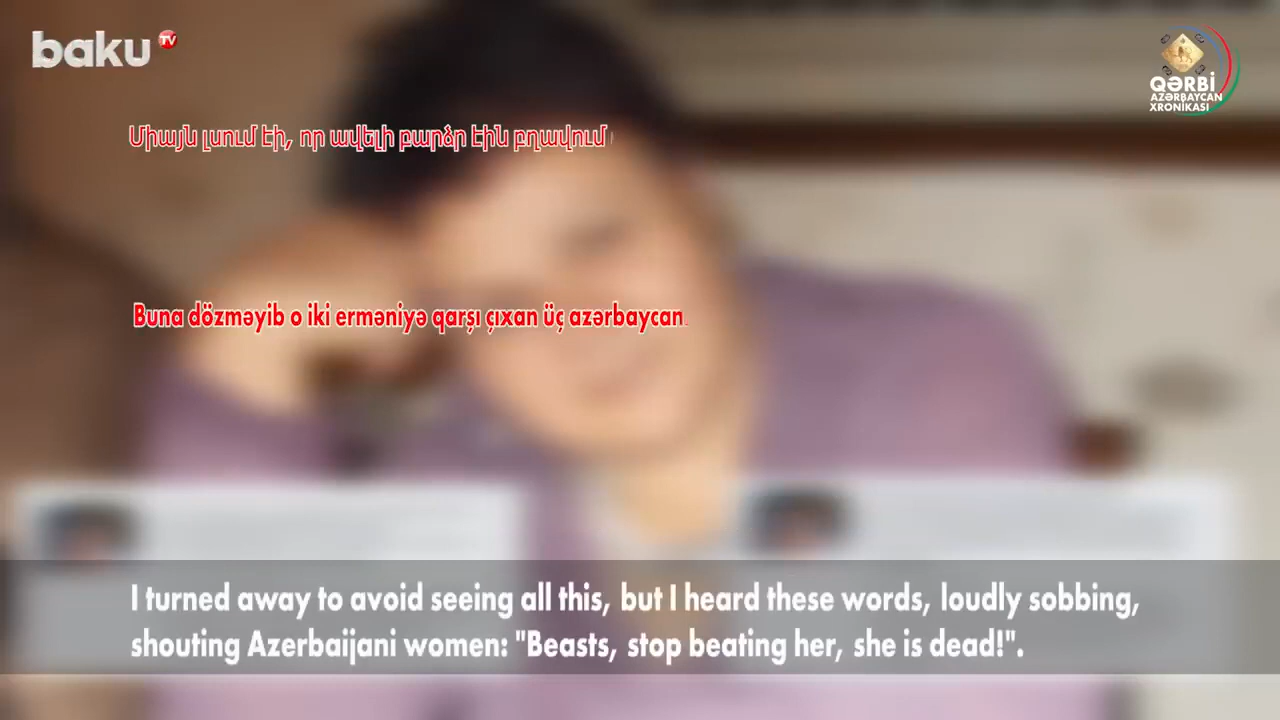 baku TV
QƏRBİ
AZƏRBAYCAN
XRONİKASI
Միայն լսում էի, որ ավելի բարձր էին բղավում
Buna dözməyib o iki erməniyə qarşı çıxan üç azərbaycan
I turned away to avoid seeing all this, but I heard these words, loudly sobbing,
shouting Azerbaijani women: "Beasts, stop beating her, she is dead!".